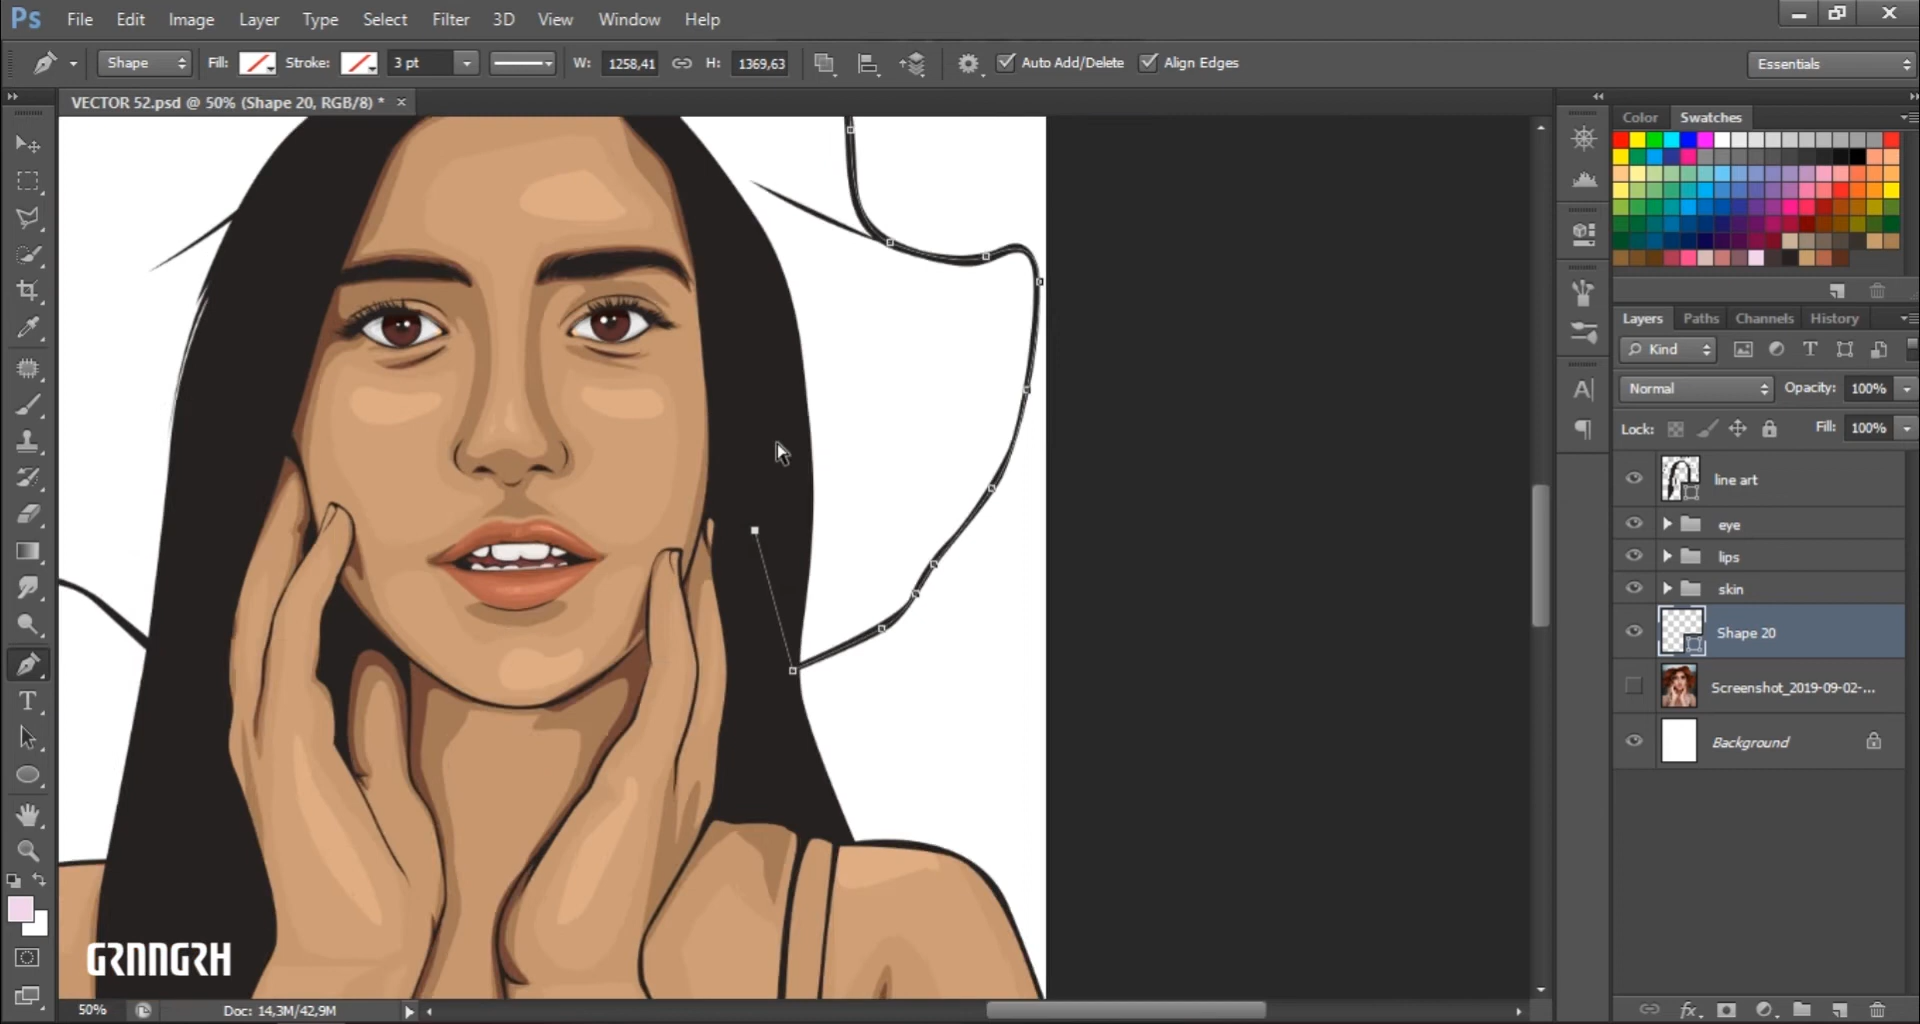 Ps File Edit Image Layer Type Select Filter 3D View Window Help
Shape Fill: Stroke: 3 pt W: 1258,41 H: 1369,63 Auto Add/Delete Align Edges Essentials
VECTOR 52.psd @ 50% (Shape 20, RGB/8) * ×
Color Swatches
Layers Paths Channels History
Kind
Normal Opacity: 100%
Lock: Fill: 100%
line art
eye
lips
skin
Shape 20
Screenshot_2019-09-02-...
Background
GRNNGRH
50% Doc: 14,3M/42,9M